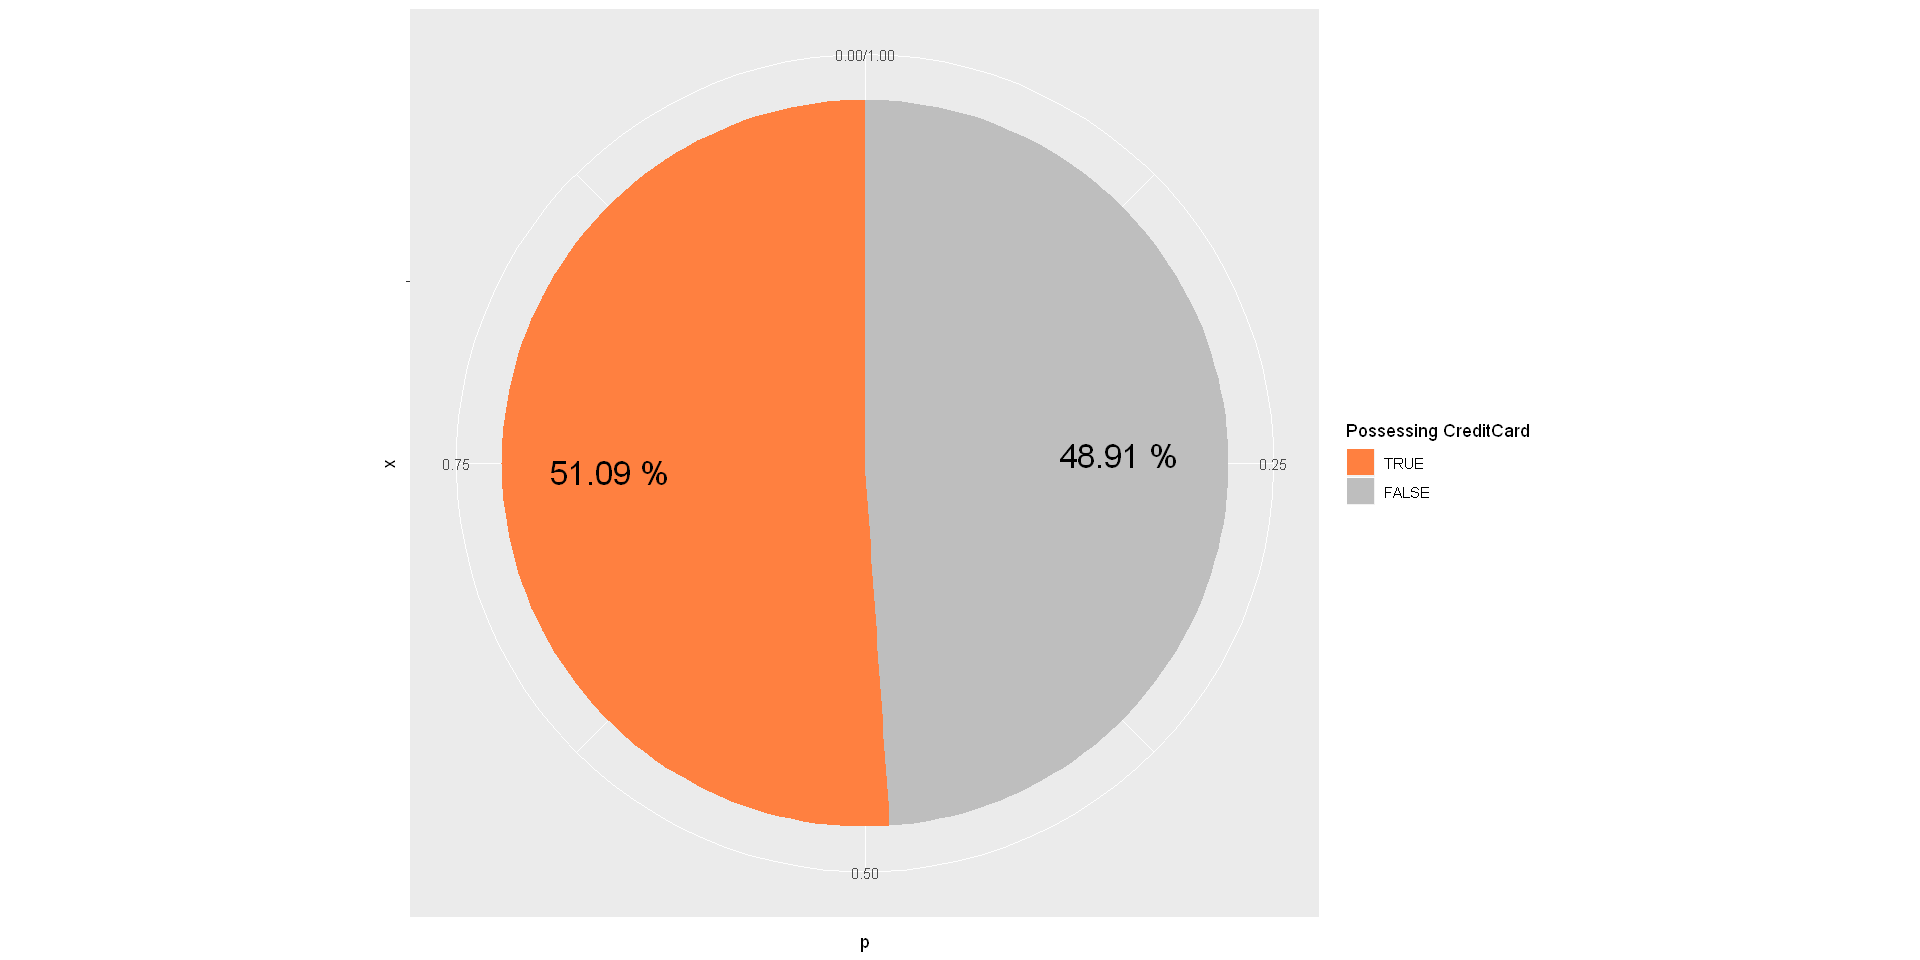 0.00/1.00
Possessing CreditCard
TRUE
FALSE
48.91 %
51.09 %
x
0.75
0.25
0.50
p